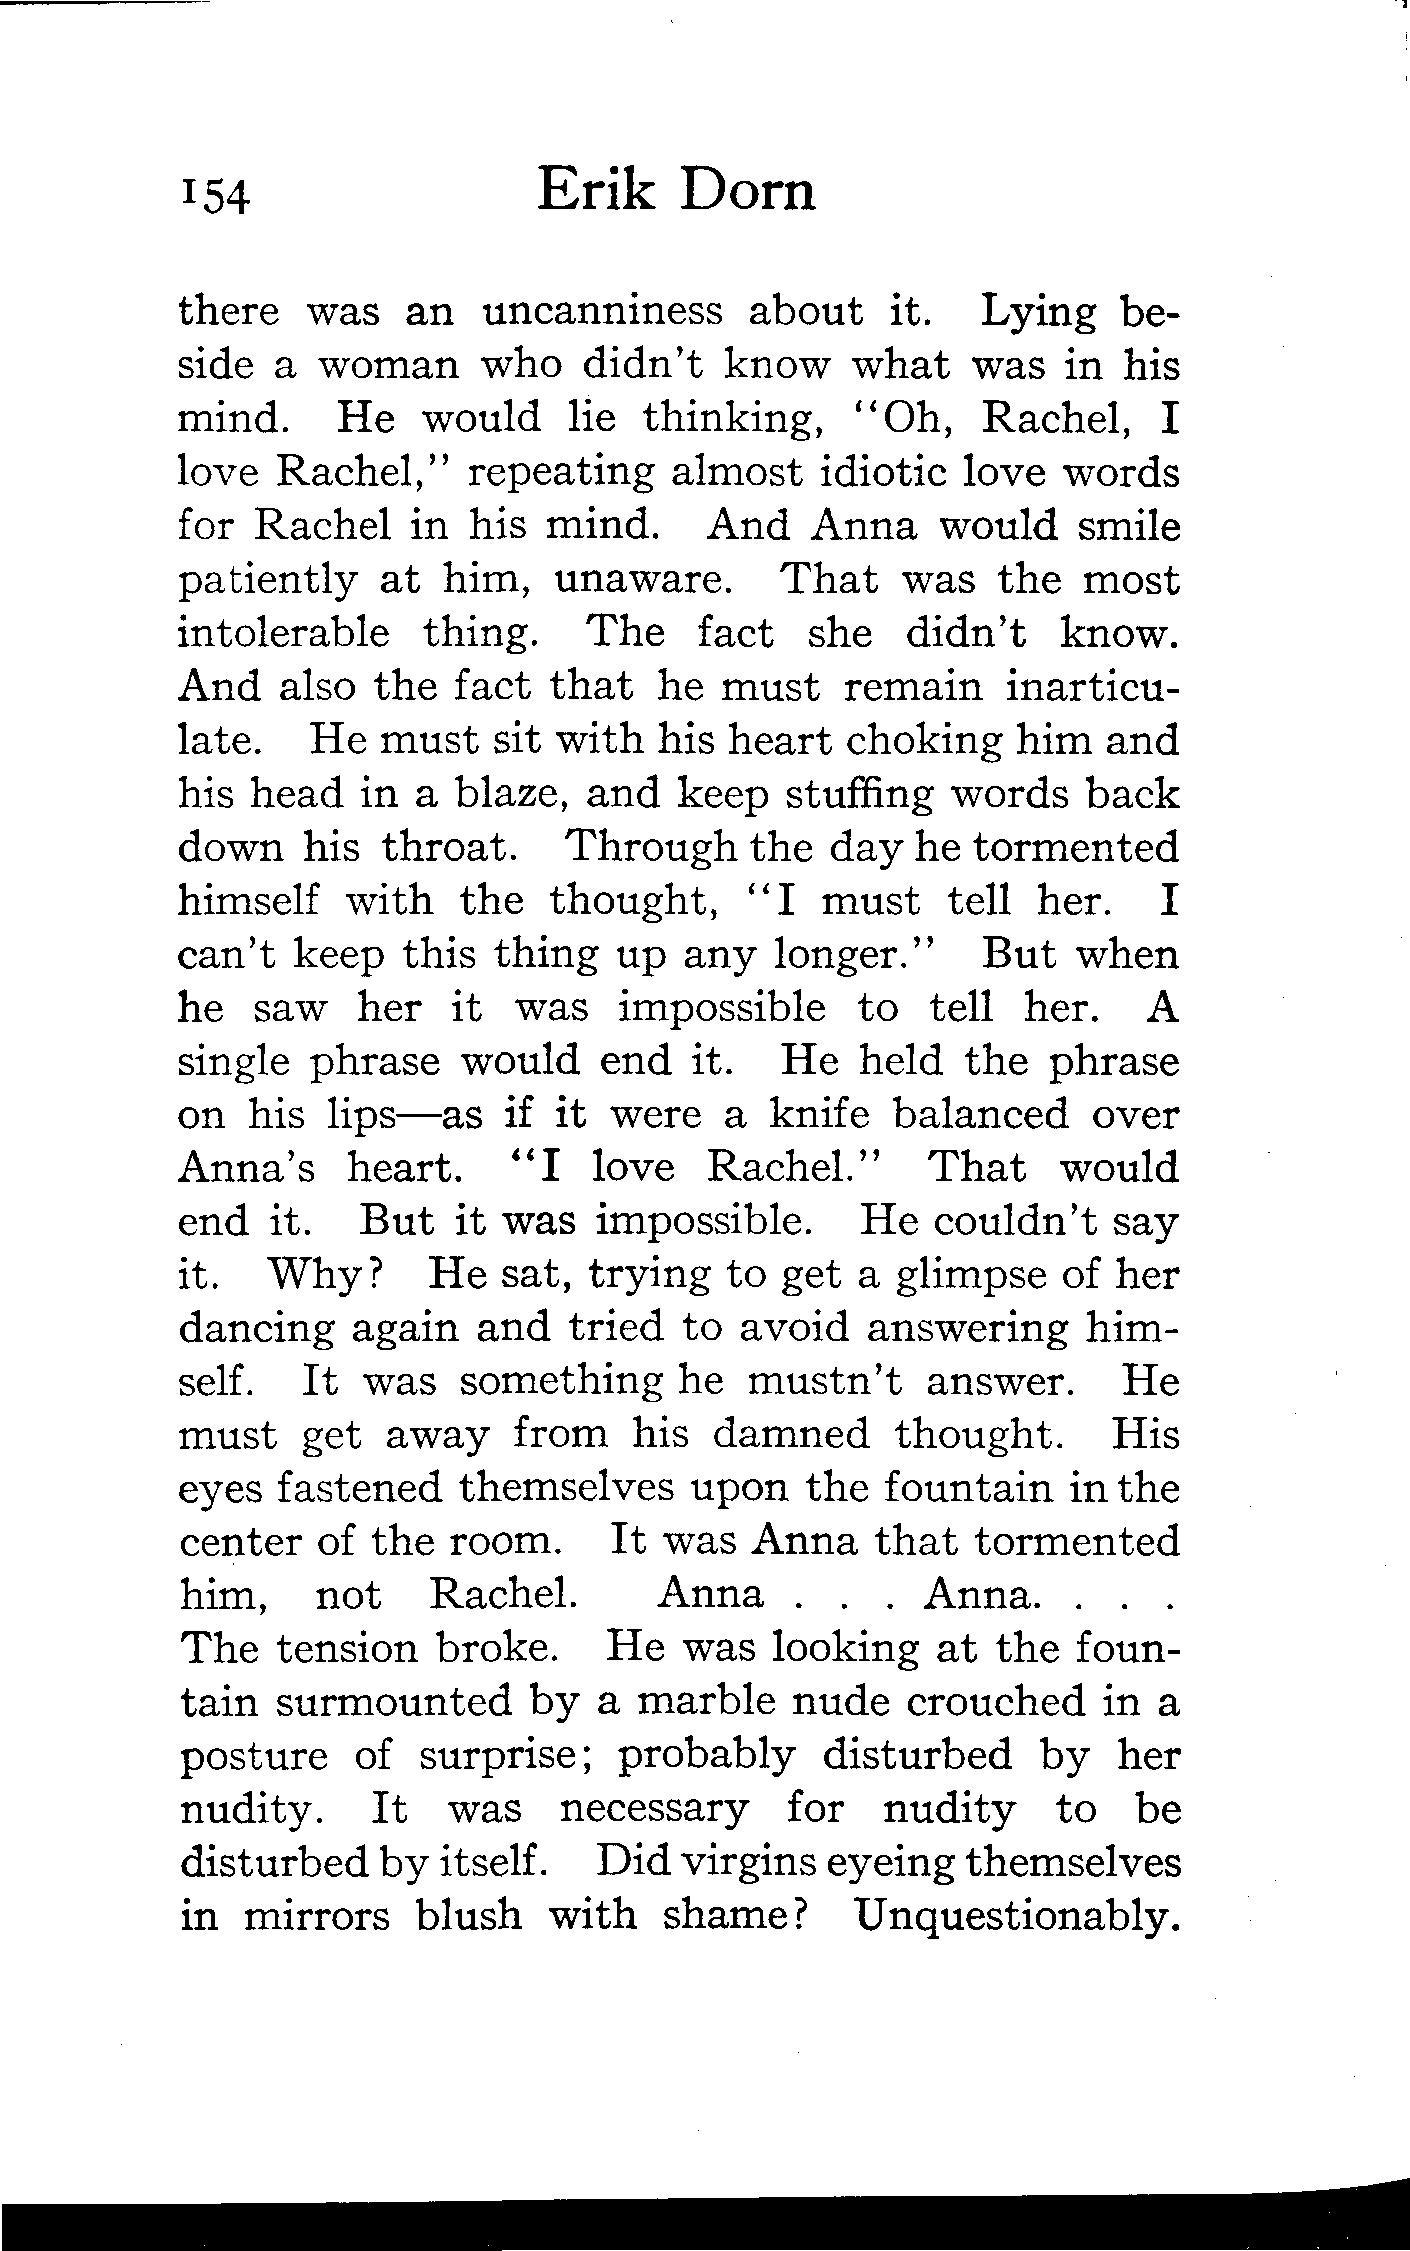 154 Erik Dorn
there was an uncanniness about it. Lying be-
side a woman who didn't know what was in his
mind. He would lie thinking, "Oh, Rachel, I
love Rachel," repeating almost idiotic love words
for Rachel in his mind. And Anna would smile
patiently at him, unaware. That was the most
intolerable thing. The fact she didn't know.
And also the fact that he must remain inarticu-
late. He must sit with his heart choking him and
his head in a blaze, and keep stuffing words back
down his throat. Through the day he tormented
himself with the thought, "I must tell her. I
can't keep this thing up any longer." But when
he saw her it was impossible to tell her. A
single phrase would end it. He held the phrase
on his lips—as if it were a knife balanced over
Anna's heart. "I love Rachel." That would
end it. But it was impossible. He couldn't say
it. Why? He sat, trying to get a glimpse of her
dancing again and tried to avoid answering him-
self. It was something he mustn't answer. He
must get away from his damned thought. His
eyes fastened themselves upon the fountain in the
center of the room. It was Anna that tormented
him, not Rachel. Anna . . . Anna. . . .
The tension broke. He was looking at the foun-
tain surmounted by a marble nude crouched in a
posture of surprise; probably disturbed by her
nudity. It was necessary for nudity to be
disturbed by itself. Did virgins eyeing themselves
in mirrors blush with shame? Unquestionably.